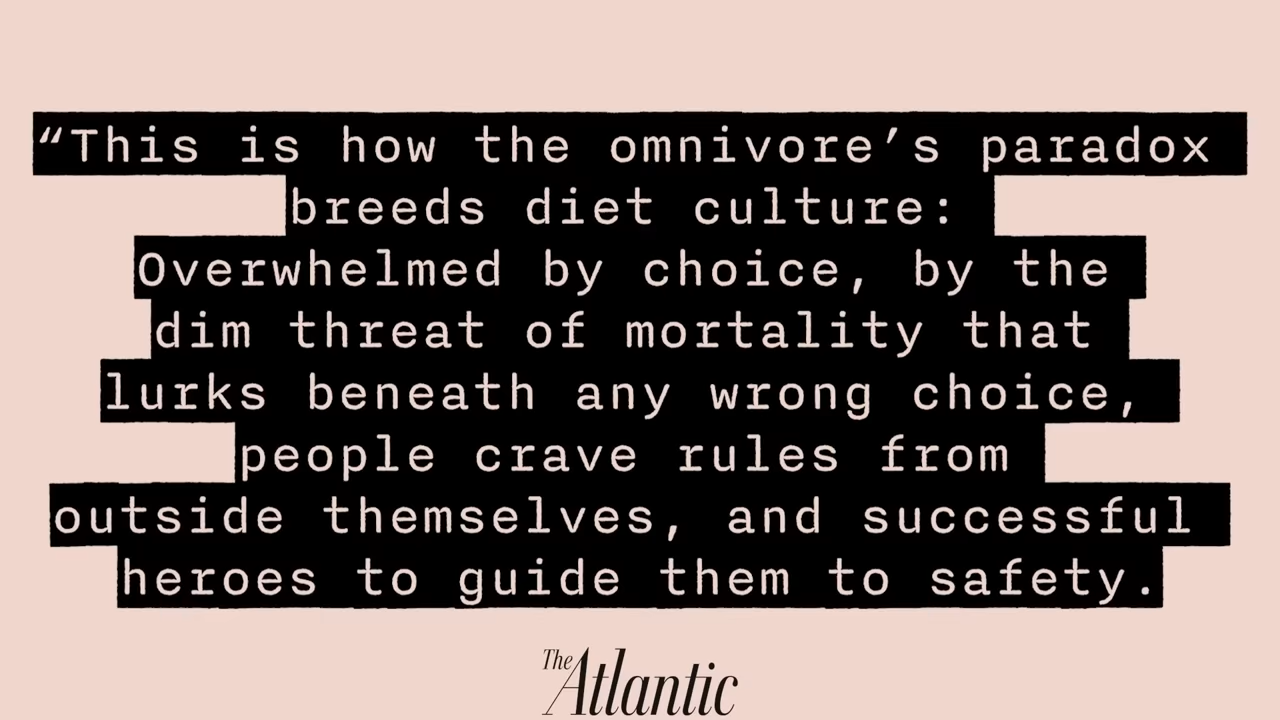 “This is how the omnivore’s paradox
breeds diet culture:
Overwhelmed by choice, by the
dim threat of mortality that
lurks beneath any wrong choice,
people crave rules from
outside themselves, and successful
heroes to guide them to safety.
The Atlantic